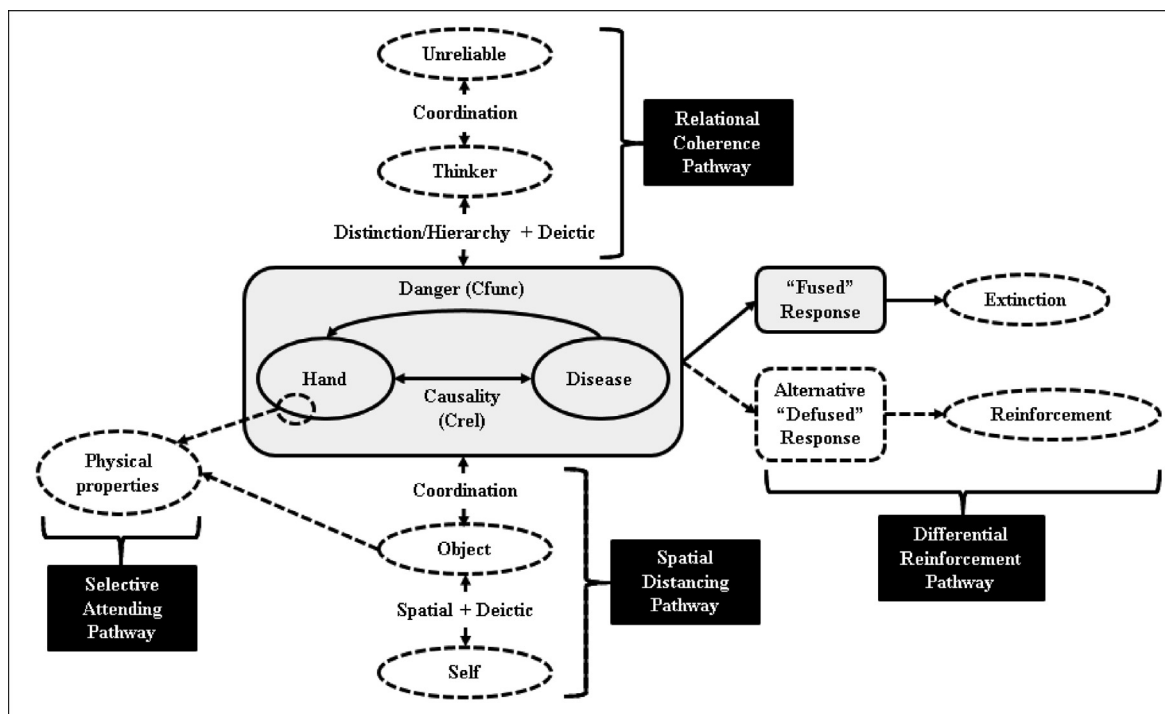 Unreliable
Coordination
Thinker
Distinction/Hierarchy + Deictic
Relational
Coherence
Pathway
Danger (Cfunc)
Hand
Disease
Causality
(Crel)
"Fused"
Response
Extinction
Alternative
"Defused"
Response
Reinforcement
Physical
properties
Coordination
Object
Spatial + Deictic
Self
Selective
Attending
Pathway
Spatial
Distancing
Pathway
Differential
Reinforcement
Pathway